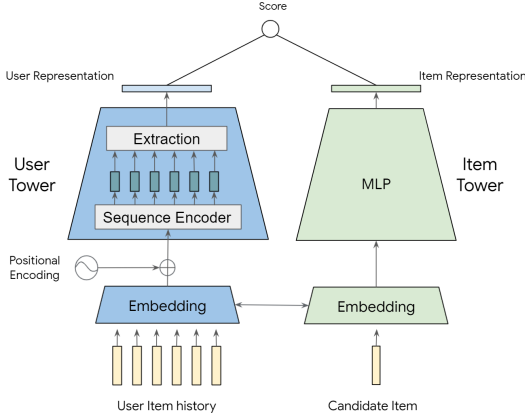 Score
User Representation
Item Representation
Extraction
User
Tower
MLP
Item
Tower
Sequence Encoder
Positional
Encoding
Embedding
Embedding
User Item history
Candidate Item